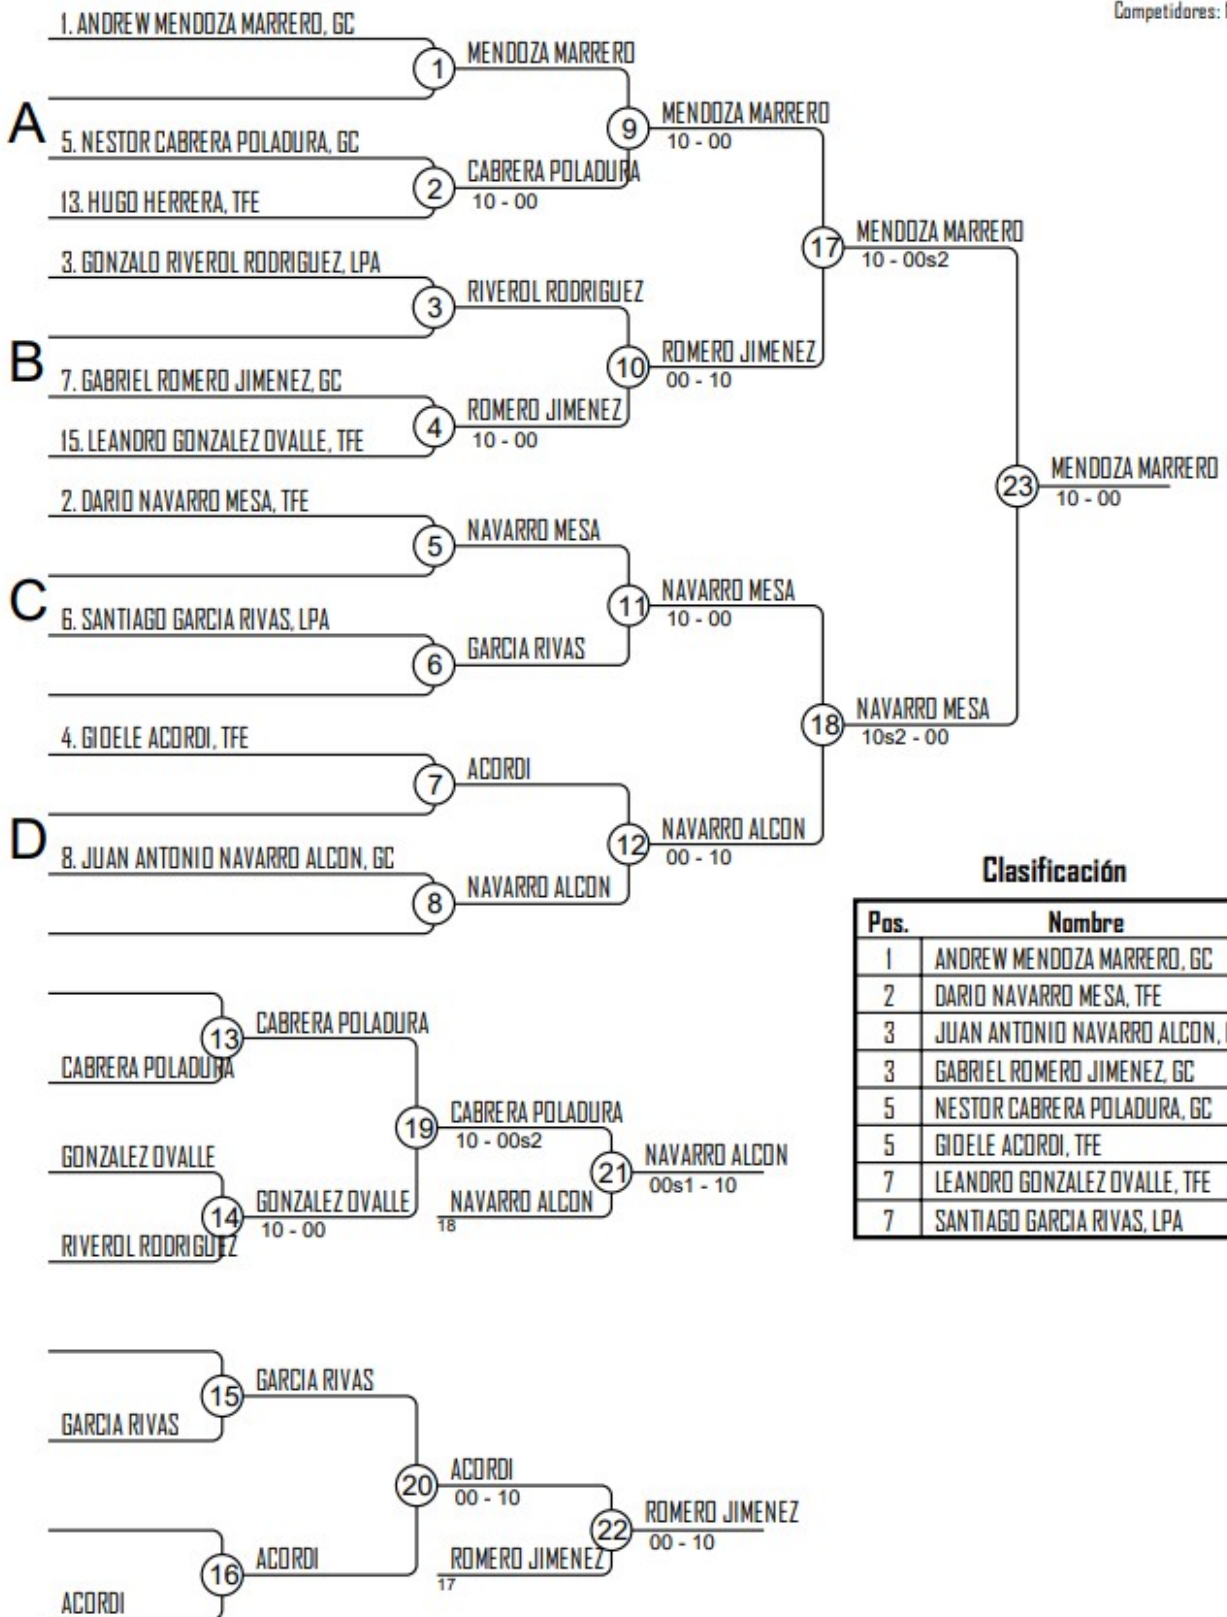 Competidores:
1. ANDREW MENDOZA MARRERO, GC
1
MENDOZA MARRERO
A
5. NESTOR CABRERA POLADURA, GC
2
CABRERA POLADURA
10 - 00
13. HUGO HERRERA, TFE
9
MENDOZA MARRERO
10 - 00
3. GONZALO RIVEROL RODRIGUEZ, LPA
3
RIVEROL RODRIGUEZ
B
7. GABRIEL ROMERO JIMENEZ, GC
4
ROMERO JIMENEZ
10 - 00
15. LEANDRO GONZALEZ OVALLE, TFE
10
ROMERO JIMENEZ
00 - 10
17
MENDOZA MARRERO
10 - 00s2
2. DARIO NAVARRO MESA, TFE
5
NAVARRO MESA
C
6. SANTIAGO GARCIA RIVAS, LPA
6
GARCIA RIVAS
11
NAVARRO MESA
10 - 00
4. GIOELE ACORDI, TFE
7
ACORDI
D
8. JUAN ANTONIO NAVARRO ALCON, GC
8
NAVARRO ALCON
12
NAVARRO ALCON
00 - 10
18
NAVARRO MESA
10s2 - 00
23
MENDOZA MARRERO
10 - 00
Clasificación
Pos. Nombre
1 ANDREW MENDOZA MARRERO, GC
2 DARIO NAVARRO MESA, TFE
3 JUAN ANTONIO NAVARRO ALCON,
3 GABRIEL ROMERO JIMENEZ, GC
5 NESTOR CABRERA POLADURA, GC
5 GIOELE ACORDI, TFE
7 LEANDRO GONZALEZ OVALLE, TFE
7 SANTIAGO GARCIA RIVAS, LPA
13
CABRERA POLADURA
CABRERA POLADURA
GONZALEZ OVALLE
14
GONZALEZ OVALLE
10 - 00
RIVEROL RODRIGUEZ
19
CABRERA POLADURA
10 - 00s2
NAVARRO ALCON
18
21
NAVARRO ALCON
00s1 - 10
15
GARCIA RIVAS
GARCIA RIVAS
16
ACORDI
ACORDI
20
ACORDI
00 - 10
ROMERO JIMENEZ
17
22
ROMERO JIMENEZ
00 - 10